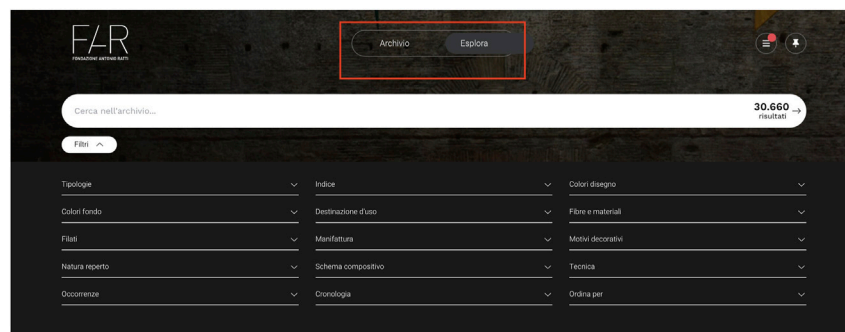 FAR
FONDAZIONE ANTONIO RATTI
Archivio Esplora
Cerca nell'archivio...
30.660
risultati
Filtri
Tipologie Indice Colori disegno
Colori fondo Destinazione d'uso Fibre e materiali
Filati Manifattura Motivi decorativi
Natura reperto Schema compositivo Tecnica
Occorrenze Cronologia Ordina per